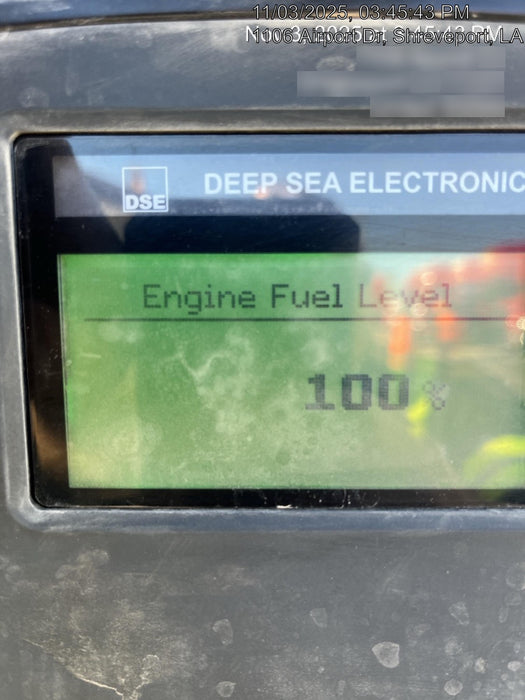 11/03/2025, 03:45:43 PM
1106 Airport Dr, Shreveport, LA
DSE
DEEP SEA ELECTRONIC
Engine Fuel Level
100 %